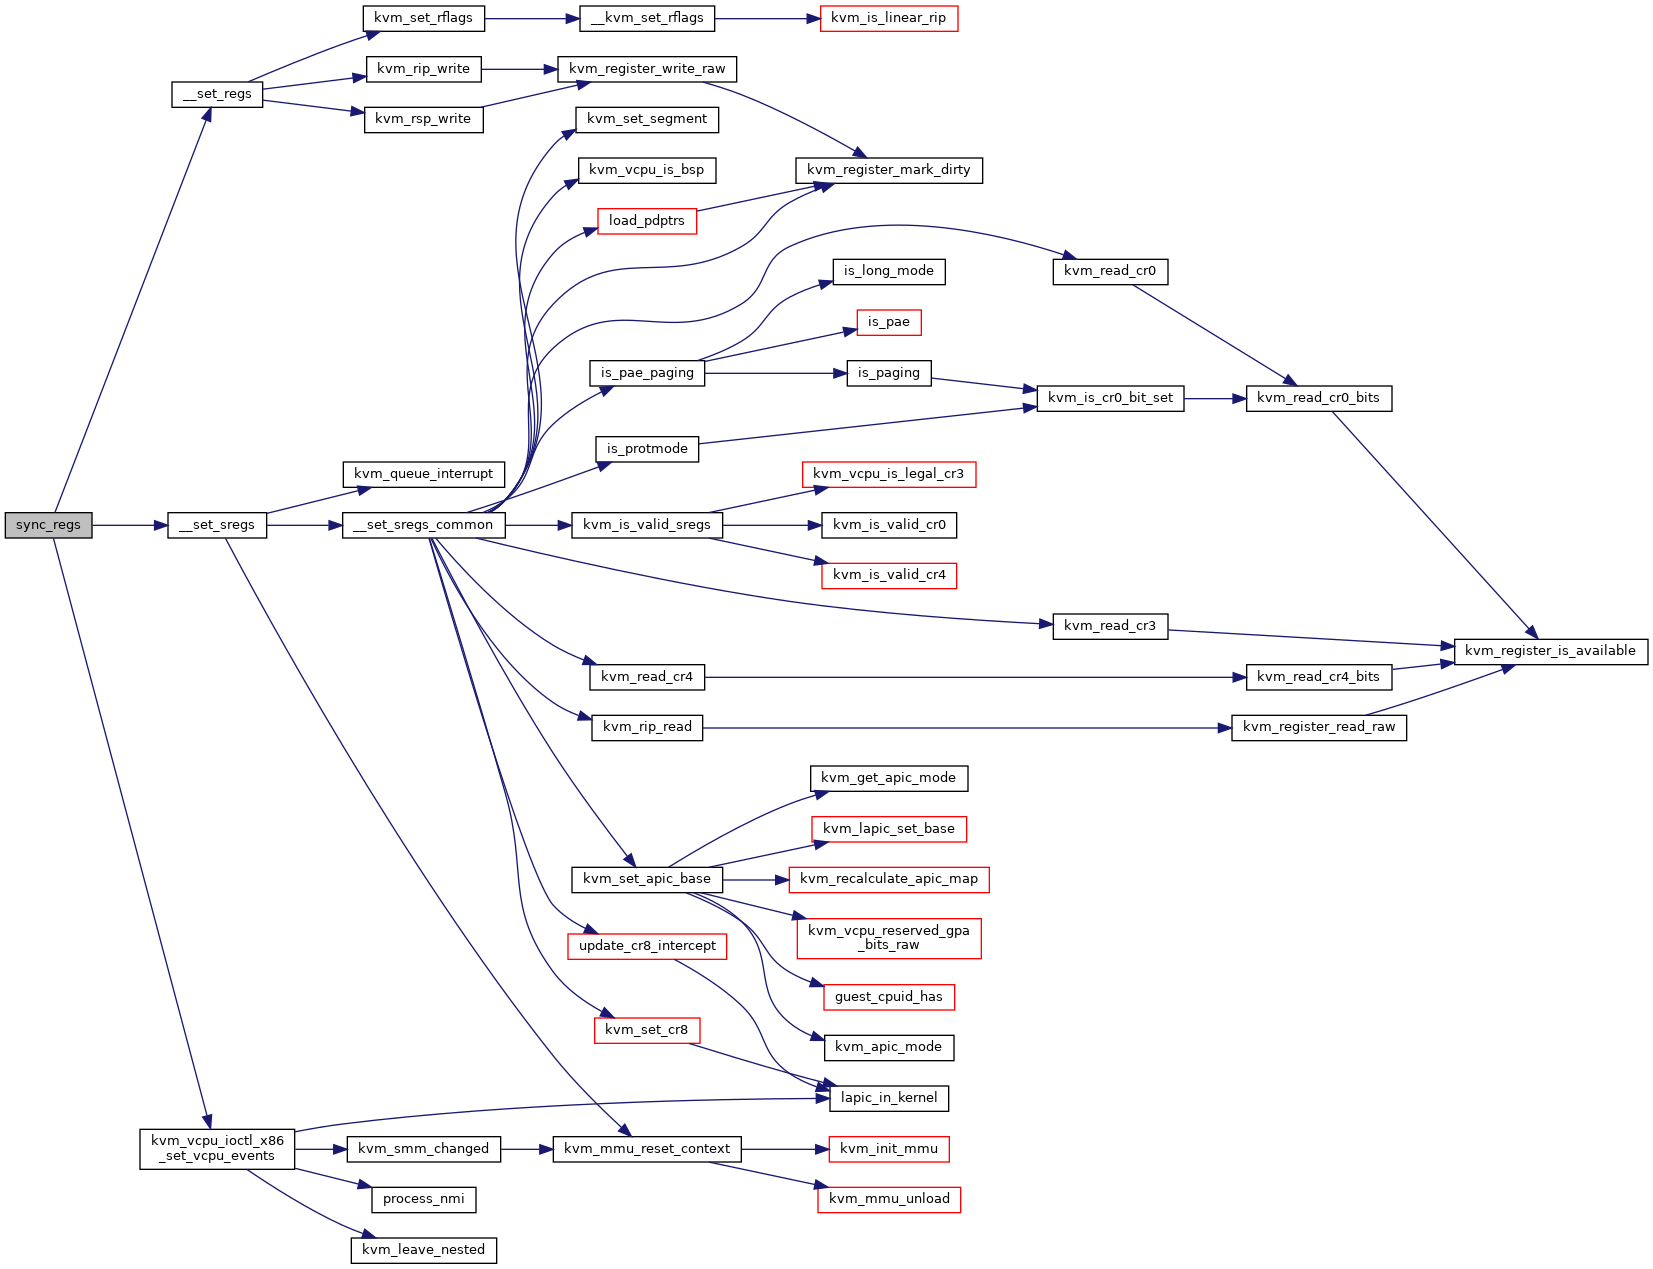 kvm_set_rflags
__kvm_set_rflags
kvm_is_linear_rip
kvm_rip_write
kvm_register_write_raw
__set_regs
kvm_rsp_write
kvm_set_segment
kvm_vcpu_is_bsp
kvm_register_mark_dirty
load_pdptrs
is_long_mode
kvm_read_cr0
is_pae
is_pae_paging
is_paging
kvm_is_cr0_bit_set
kvm_read_cr0_bits
is_protmode
kvm_queue_interrupt
kvm_vcpu_is_legal_cr3
sync_regs
__set_sregs
__set_sregs_common
kvm_is_valid_sregs
kvm_is_valid_cr0
kvm_is_valid_cr4
kvm_read_cr3
kvm_register_is_available
kvm_read_cr4
kvm_read_cr4_bits
kvm_rip_read
kvm_register_read_raw
kvm_get_apic_mode
kvm_lapic_set_base
kvm_set_apic_base
kvm_recalculate_apic_map
kvm_vcpu_reserved_gpa
_bits_raw
update_cr8_intercept
guest_cpuid_has
kvm_set_cr8
kvm_apic_mode
lapic_in_kernel
kvm_vcpu_ioctl_x86
_set_vcpu_events
kvm_smm_changed
kvm_mmu_reset_context
kvm_init_mmu
process_nmi
kvm_mmu_unload
kvm_leave_nested